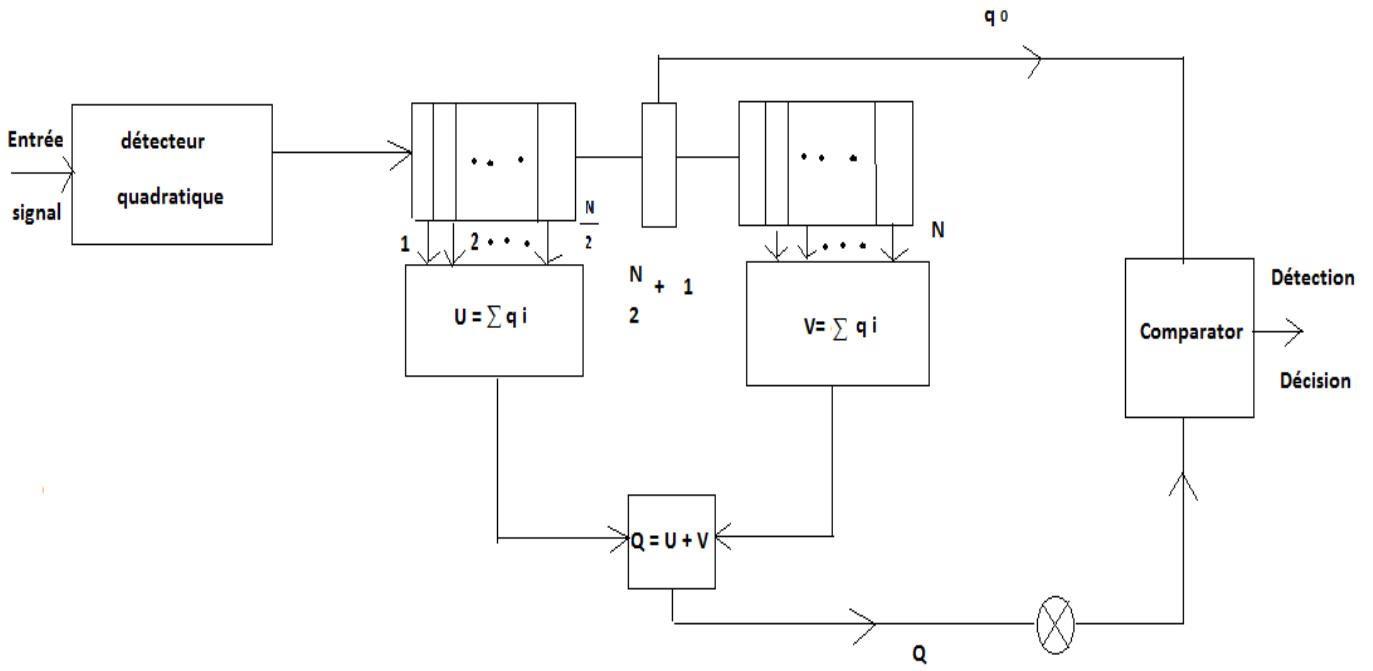 q 0
Entrée
signal
détecteur
quadratique
. . .
. . .
1
2 . . .
N
2
N
2
+ 1
. . .
N
U = ∑ q i
V= ∑ q i
Comparator
Détection
Décision
Q = U + V
Q